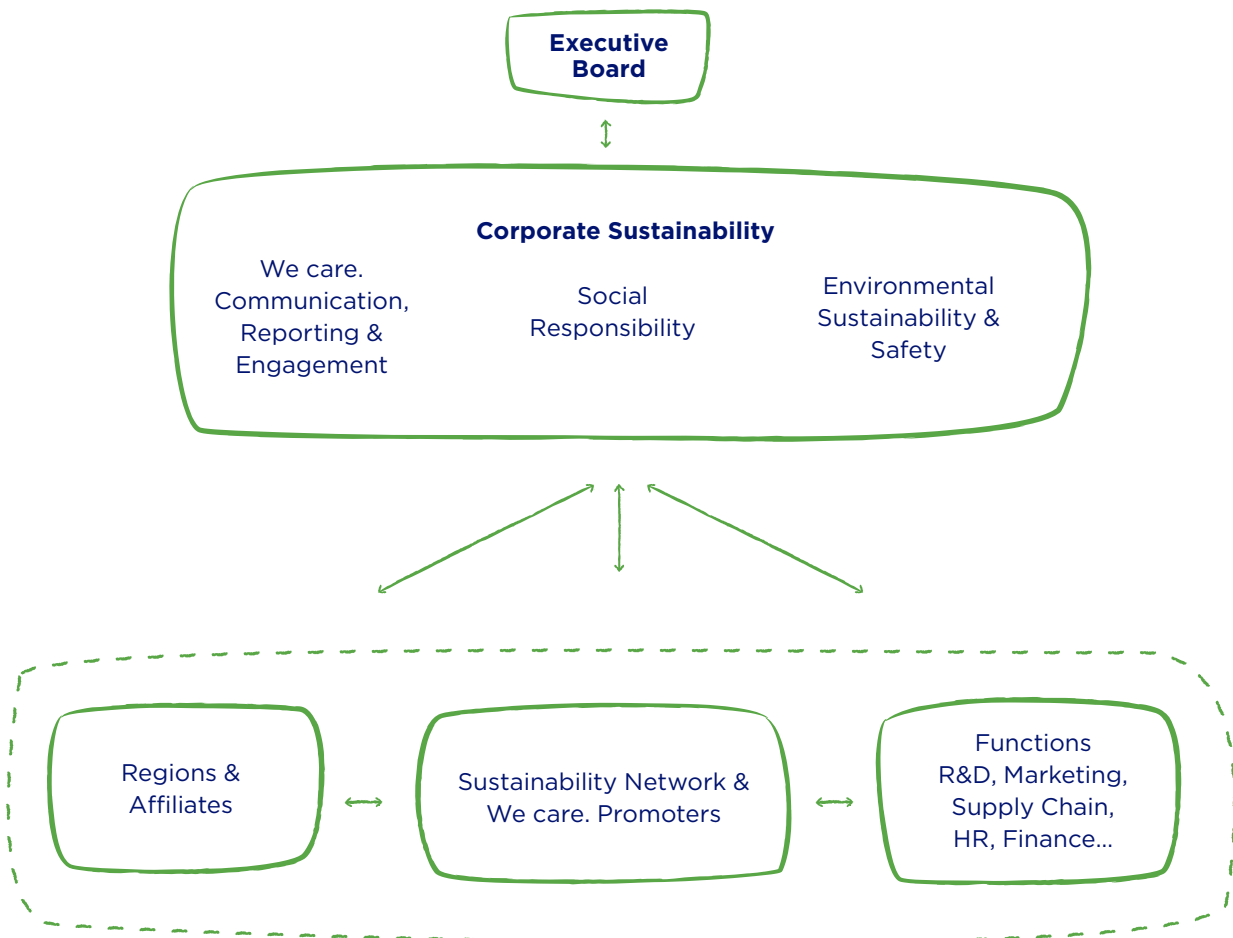 Executive
Board
Corporate Sustainability
We care.
Communication,
Reporting &
Engagement
Social
Responsibility
Environmental
Sustainability &
Safety
Regions &
Affiliates
Sustainability Network &
We care. Promoters
Functions
R&D, Marketing,
Supply Chain,
HR, Finance...